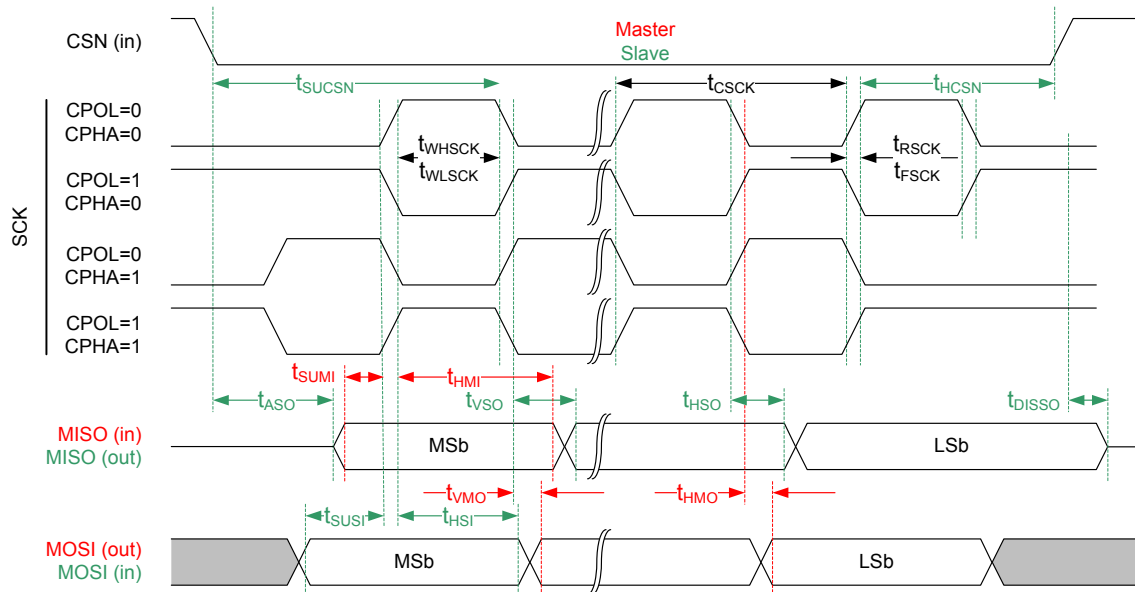 CSN (in)
Master
Slave
tSUCSN
tCSCK
tHCSN
SCK
CPOL=0
CPHA=0
tWHSCK
tWLSCK
tRSCK
tFSCK
CPOL=1
CPHA=0
CPOL=0
CPHA=1
CPOL=1
CPHA=1
tSUMI
tHMI
tASO
tVSO
tHSO
tDISSO
MISO (in)
MISO (out)
MSb
LSb
tVMO
tHMO
tSUSI
tHSI
MOSI (out)
MOSI (in)
MSb
LSb